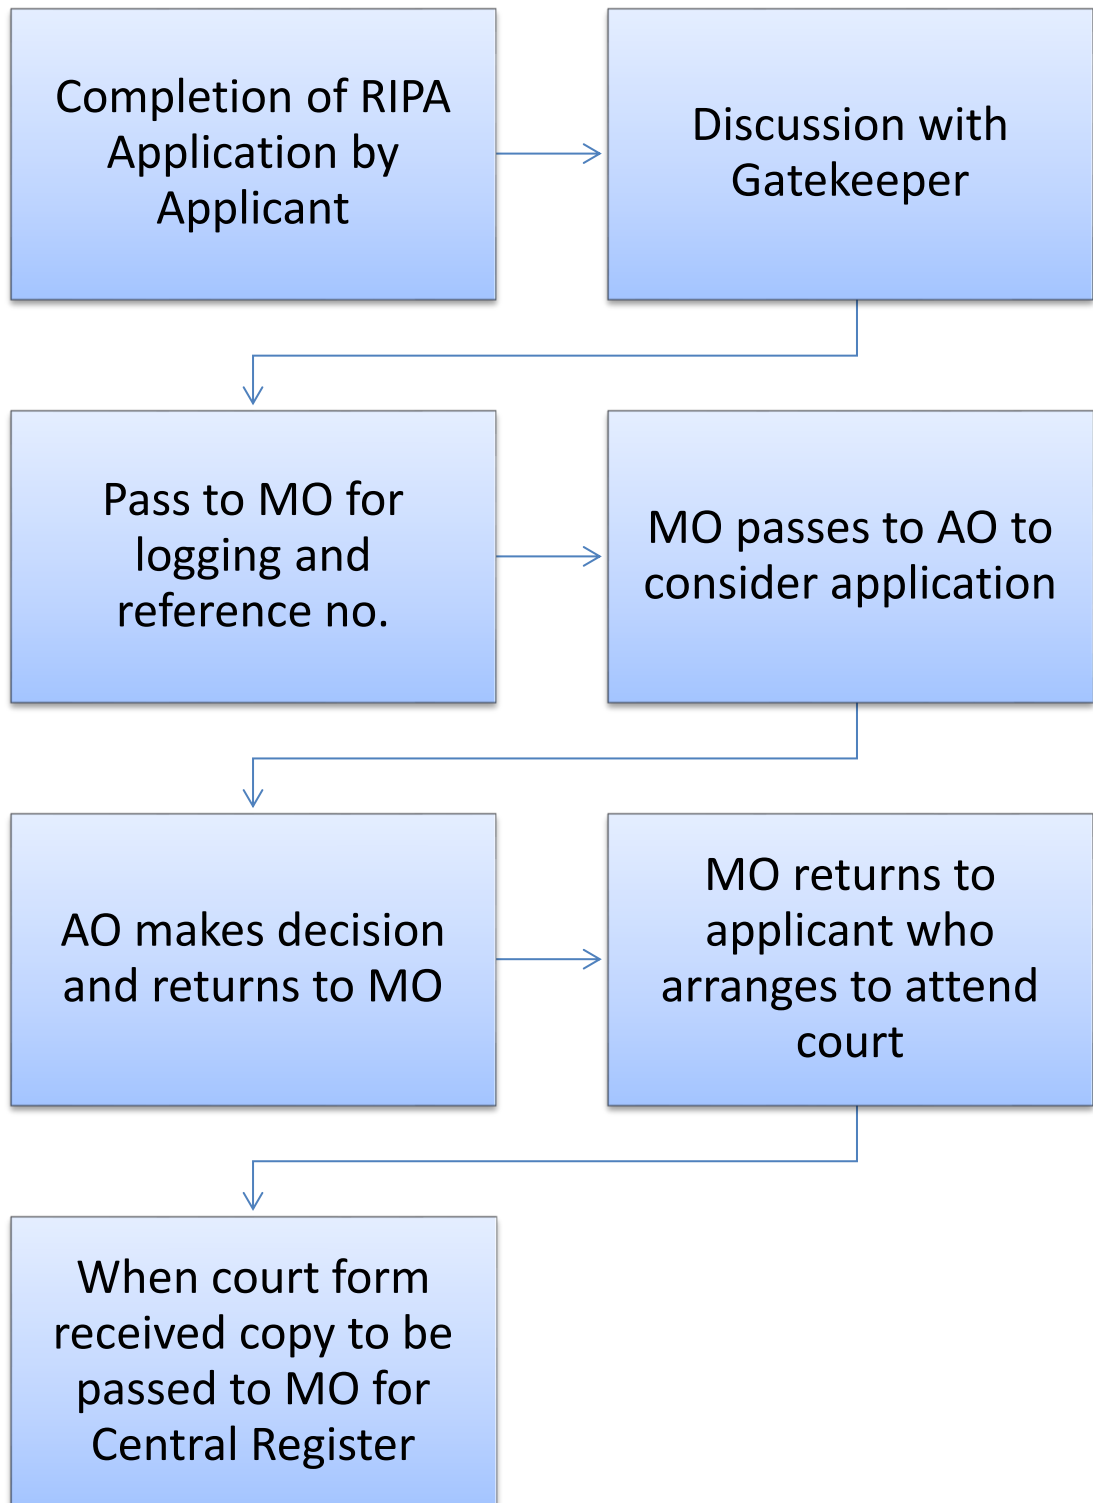 Completion of RIPA
Application by
Applicant
Discussion with
Gatekeeper
Pass to MO for
logging and
reference no.
MO passes to AO to
consider application
AO makes decision
and returns to MO
MO returns to
applicant who
arranges to attend
court
When court form
received copy to be
passed to MO for
Central Register